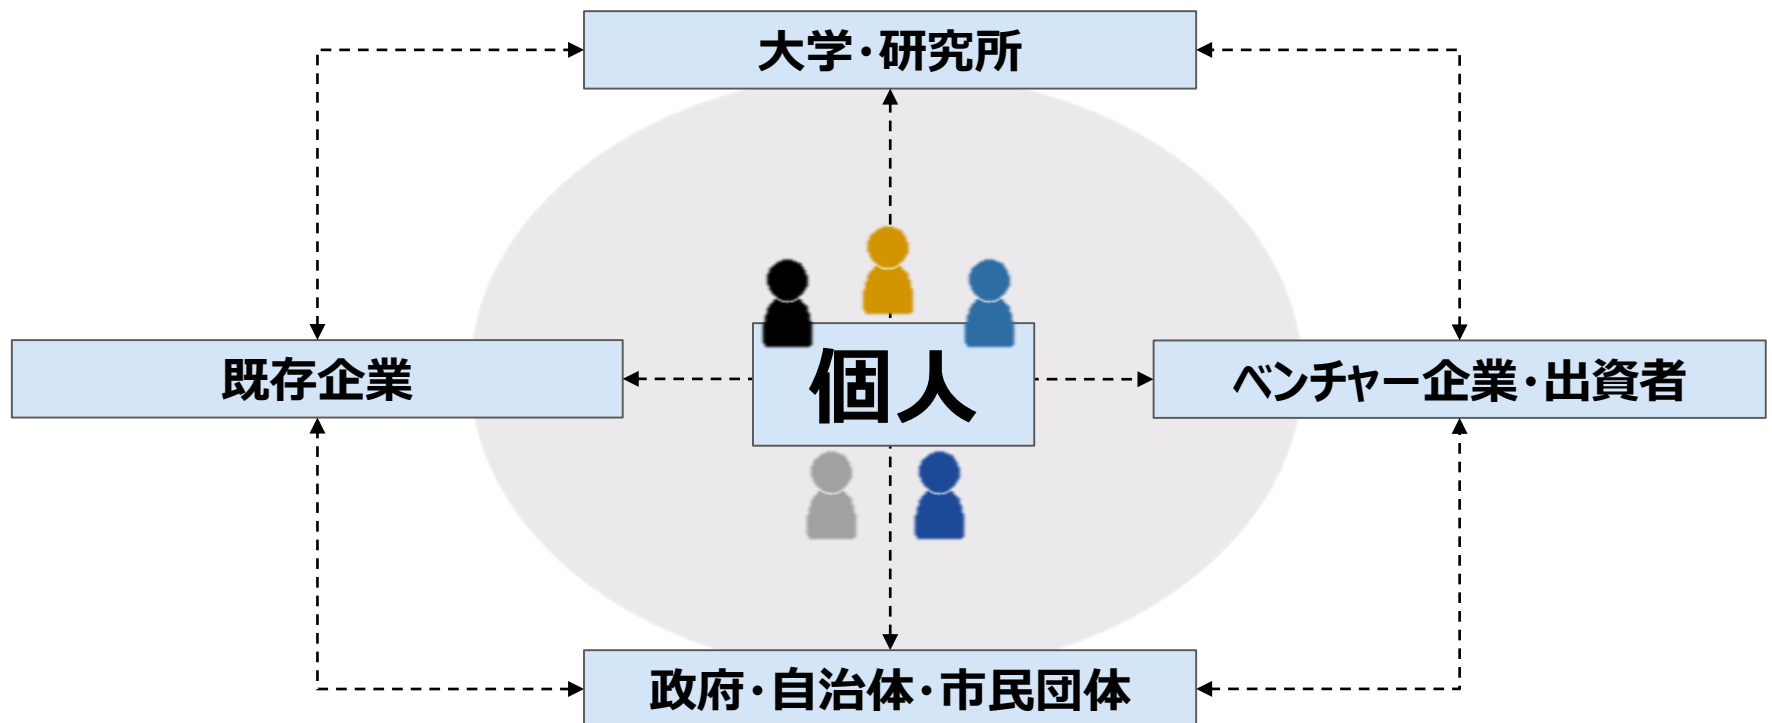 大学・研究所
既存企業
個人
ベンチャー企業・出資者
政府・自治体・市民団体